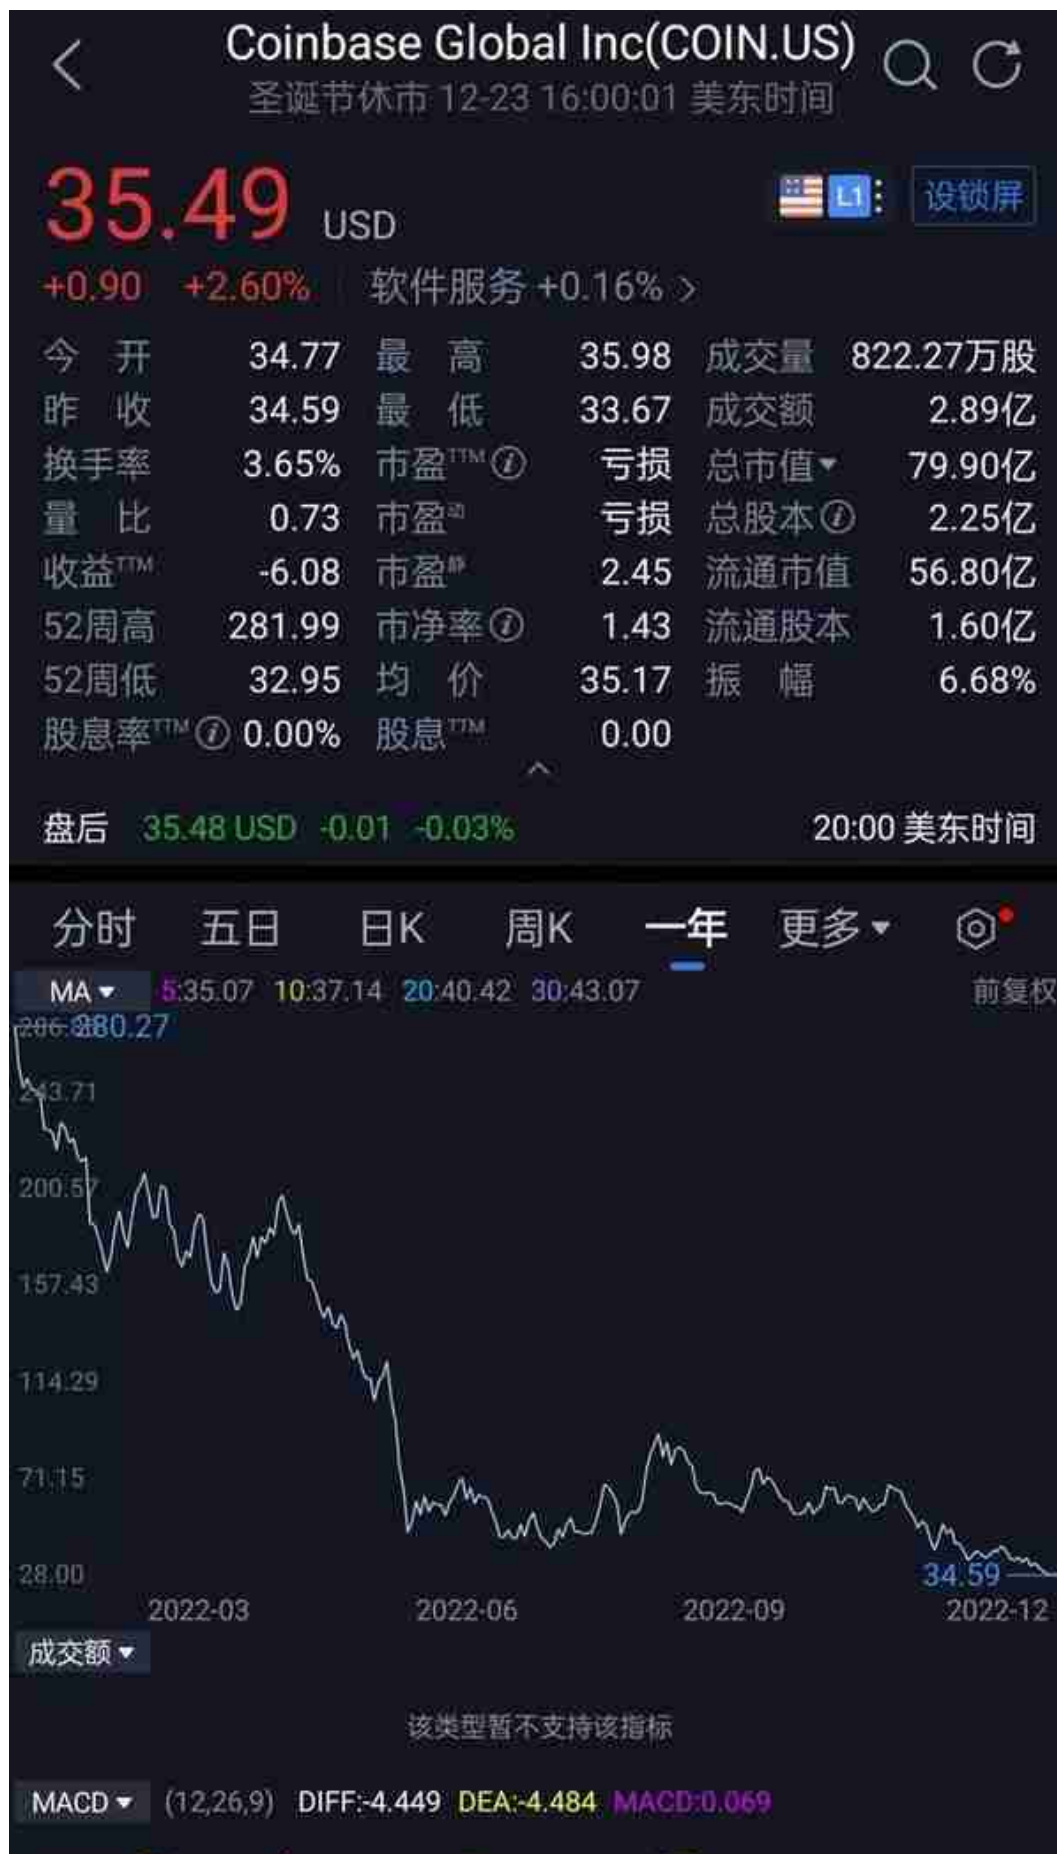 Coinbase Global Inc(COIN.US)
圣诞节休市 12-23 16:00:01 美东时间
35.49 USD L1 设锁屏
+0.90 +2.60% 软件服务 +0.16% >
今开 34.77 最高 35.98 成交量 822.27万股
昨收 34.59 最低 33.67 成交额 2.89亿
换手率 3.65% 市盈TTM 亏损 总市值 79.90亿
量比 0.73 市盈动 亏损 总股本 2.25亿
收益TTM -6.08 市盈静 2.45 流通市值 56.80亿
52周高 281.99 市净率 1.43 流通股本 1.60亿
52周低 32.95 均价 35.17 振幅 6.68%
股息率TTM 0.00% 股息TTM 0.00
盘后 35.48 USD -0.01 -0.03% 20:00 美东时间
分时 五日 日K 周K 一年 更多
MA 5:35.07 10:37.14 20:40.42 30:43.07 前复权
280.27
243.71
200.57
157.43
114.29
71.15
28.00
34.59
2022-03 2022-06 2022-09 2022-12
成交额
该类型暂不支持该指标
MACD (12,26,9) DIFF:-4.449 DEA:-4.484 MACD:0.069